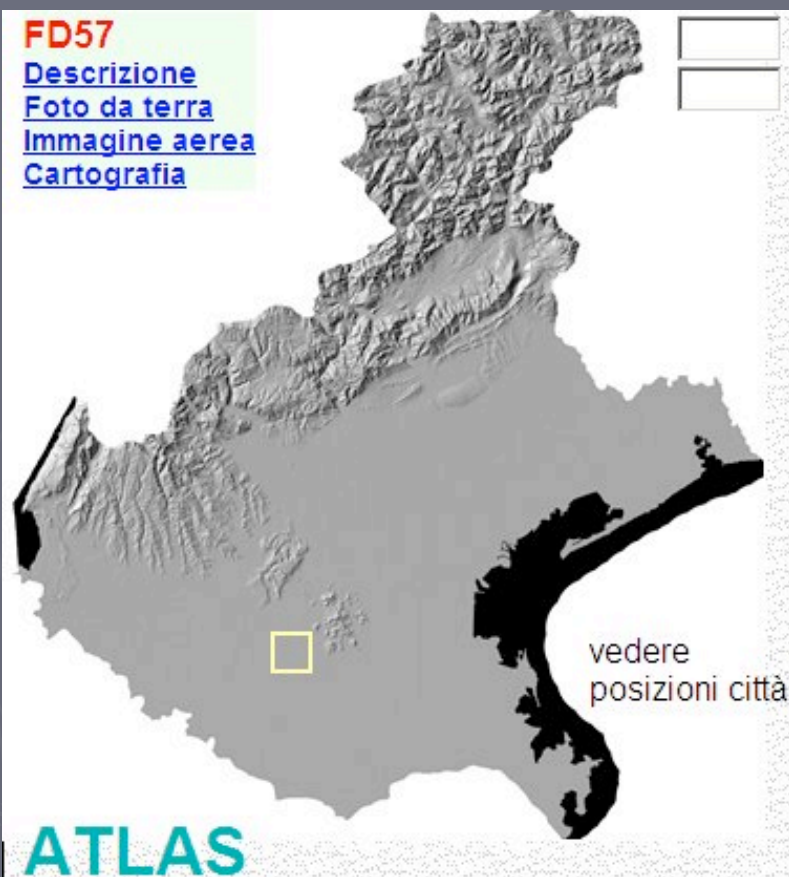 FD57
Descrizione
Foto da terra
Immagine aerea
Cartografia
vedere
posizioni città
ATLAS